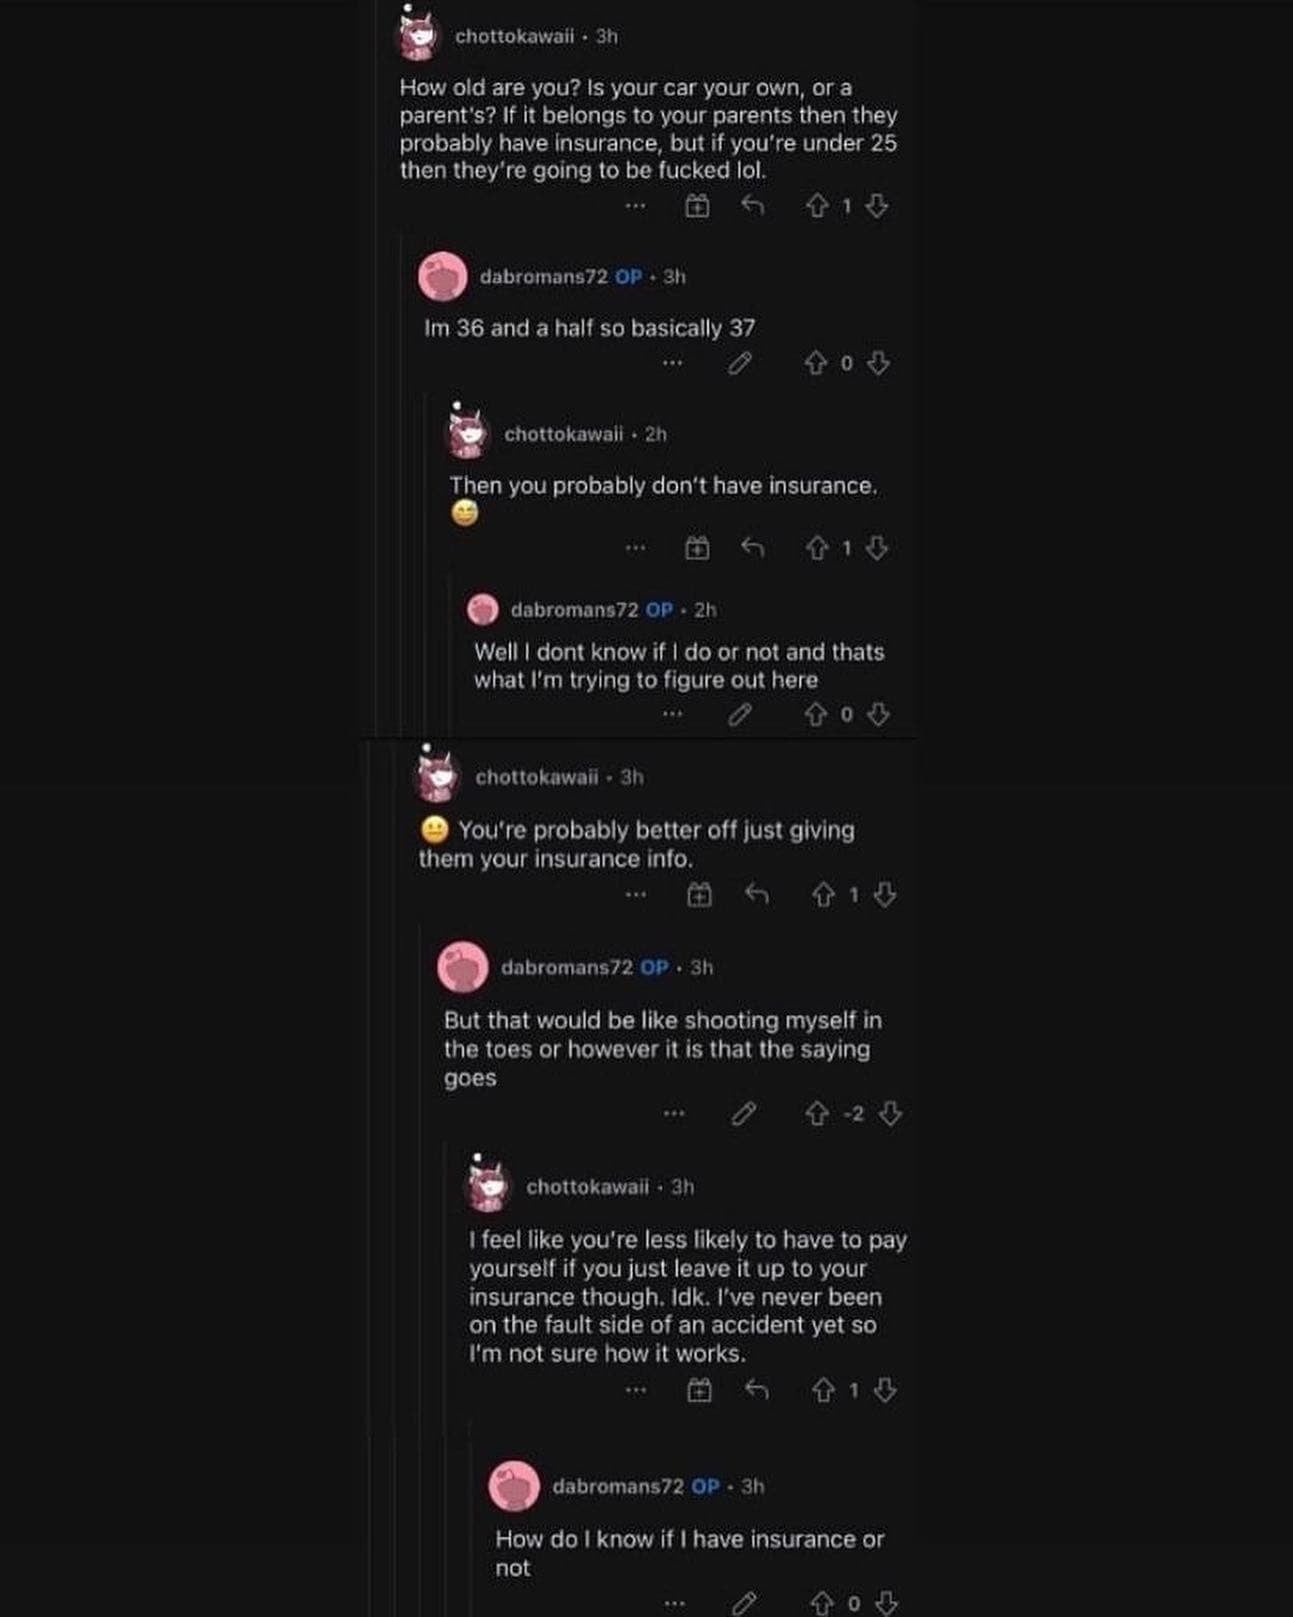 chottokawaii • 3h
How old are you? Is your car your own, or a
parent's? If it belongs to your parents then they
probably have insurance, but if you're under 25
then they're going to be fucked lol.
1
dabromans72 OP • 3h
Im 36 and a half so basically 37
0
chottokawaii • 2h
Then you probably don't have insurance.
😅
1
dabromans72 OP • 2h
Well I dont know if I do or not and thats
what I'm trying to figure out here
0
chottokawaii • 3h
😐 You're probably better off just giving
them your insurance info.
1
dabromans72 OP • 3h
But that would be like shooting myself in
the toes or however it is that the saying
goes
-2
chottokawaii • 3h
I feel like you're less likely to have to pay
yourself if you just leave it up to your
insurance though. Idk. I've never been
on the fault side of an accident yet so
I'm not sure how it works.
1
dabromans72 OP • 3h
How do I know if I have insurance or
not
0